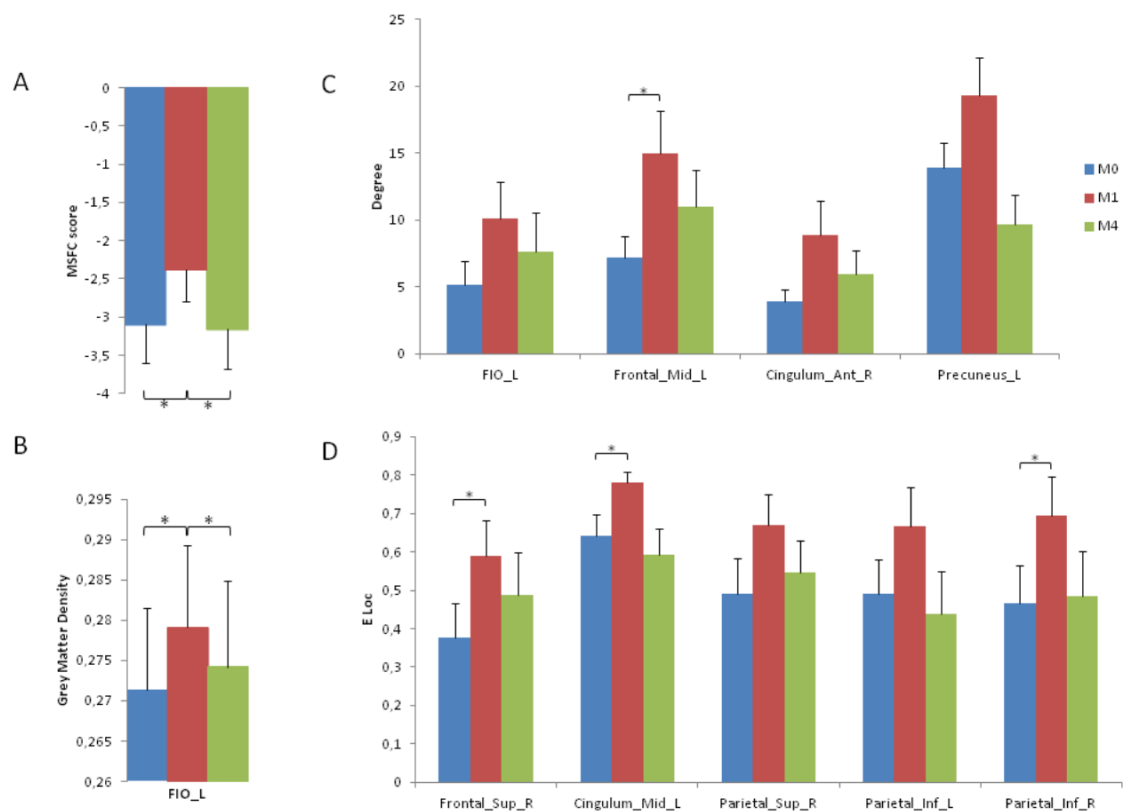 A
0
-0,5
-1
-1,5
-2
-2,5
-3
-3,5
-4
MSFC score
* *
B
0,295
0,29
0,285
0,28
0,275
0,27
0,265
0,26
Grey Matter Density
* *
FIO_L
C
25
20
15
10
5
0
Degree
*
FIO_L Frontal_Mid_L Cingulum_Ant_R Precuneus_L
M0
M1
M4
D
0,9
0,8
0,7
0,6
0,5
0,4
0,3
0,2
0,1
0
E Loc
* * *
Frontal_Sup_R Cingulum_Mid_L Parietal_Sup_R Parietal_Inf_L Parietal_Inf_R